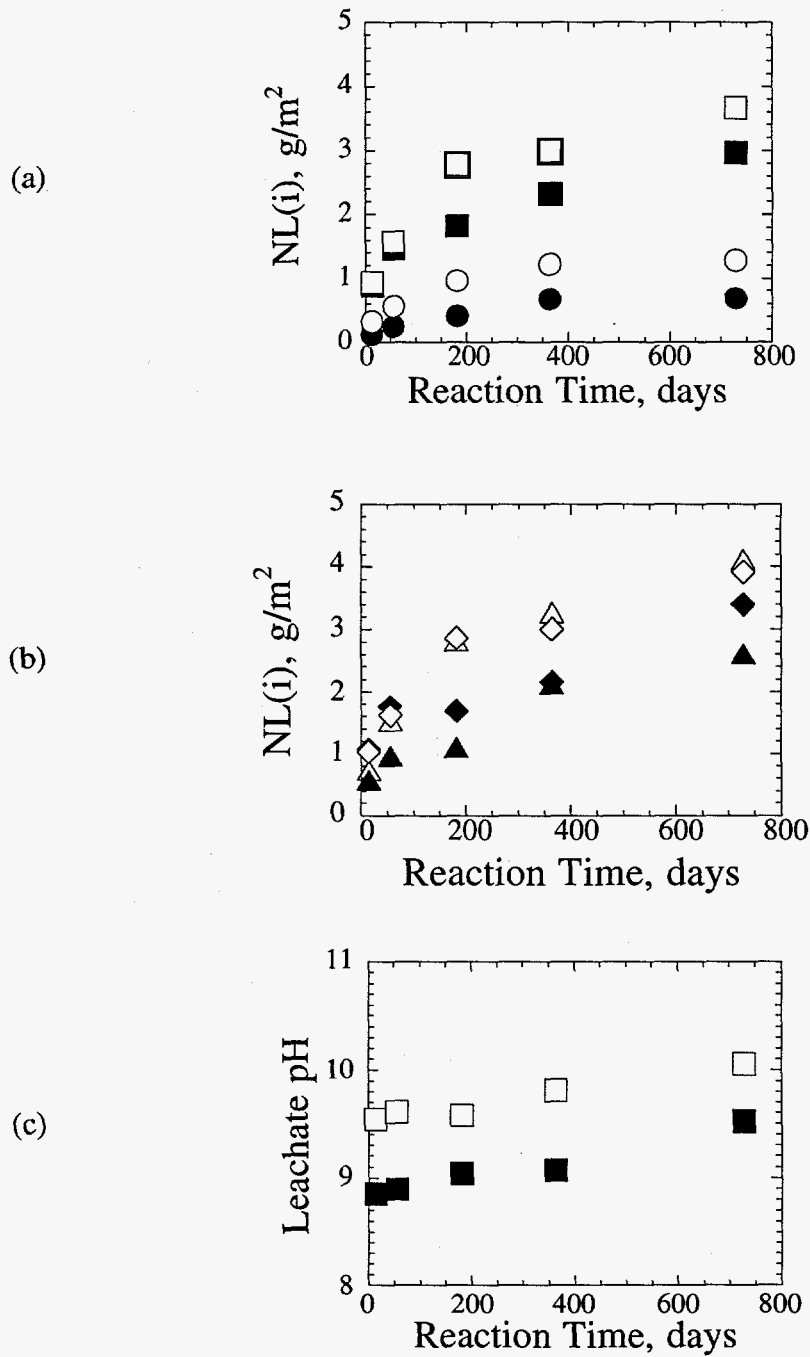 (a)
NL(i), g/m²
5
4
3
2
1
0
0 200 400 600 800
Reaction Time, days
(b)
NL(i), g/m²
5
4
3
2
1
0
0 200 400 600 800
Reaction Time, days
(c)
Leachate pH
11
10
9
8
0 200 400 600 800
Reaction Time, days